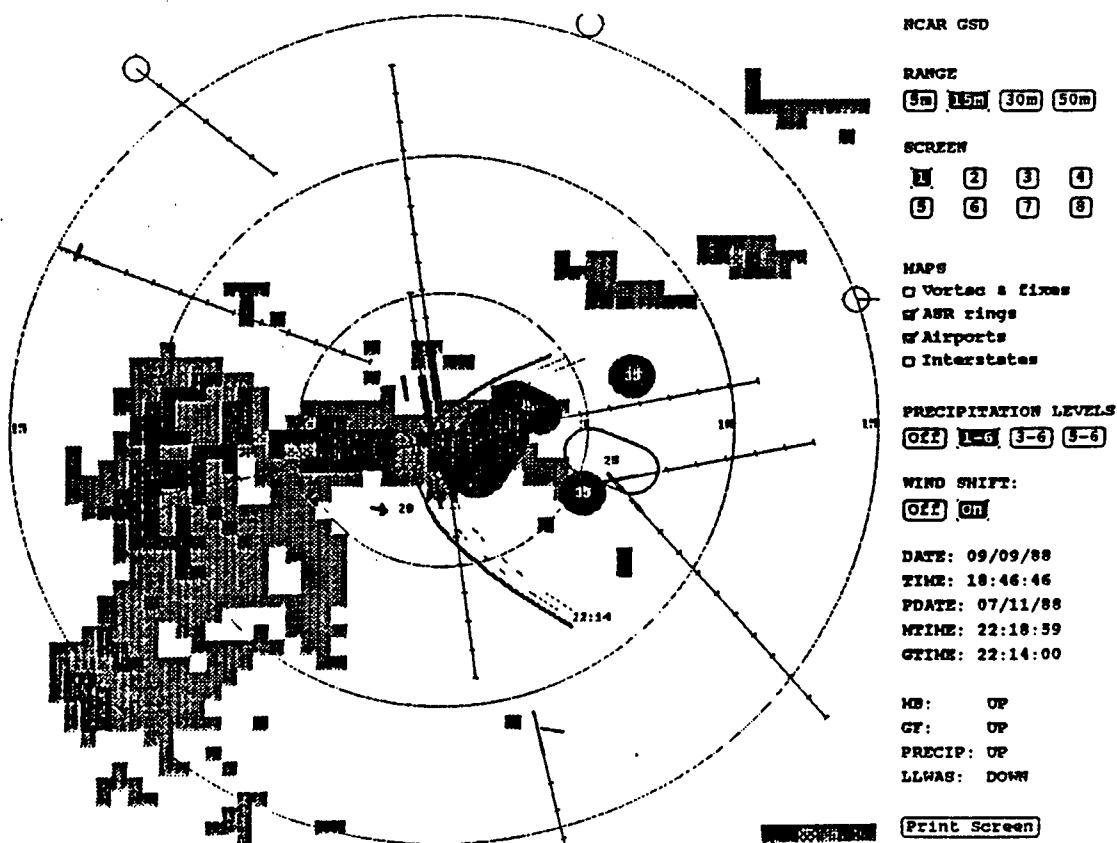 NCAR GSD
RANGE
5m 15m 30m 50m
SCREEN
1 2 3 4
5 6 7 8
MAPS
Vortac & fixes
ASR rings
Airports
Interstates
PRECIPITATION LEVELS
Off 1-6 3-6 5-6
WIND SHIFT:
Off On
DATE: 09/09/88
TIME: 18:46:46
PDATE: 07/11/88
MTIME: 22:18:59
GTIME: 22:14:00
MB: UP
GF: UP
PRECIP: UP
LLWAS: DOWN
Print Screen
25
20
22:14